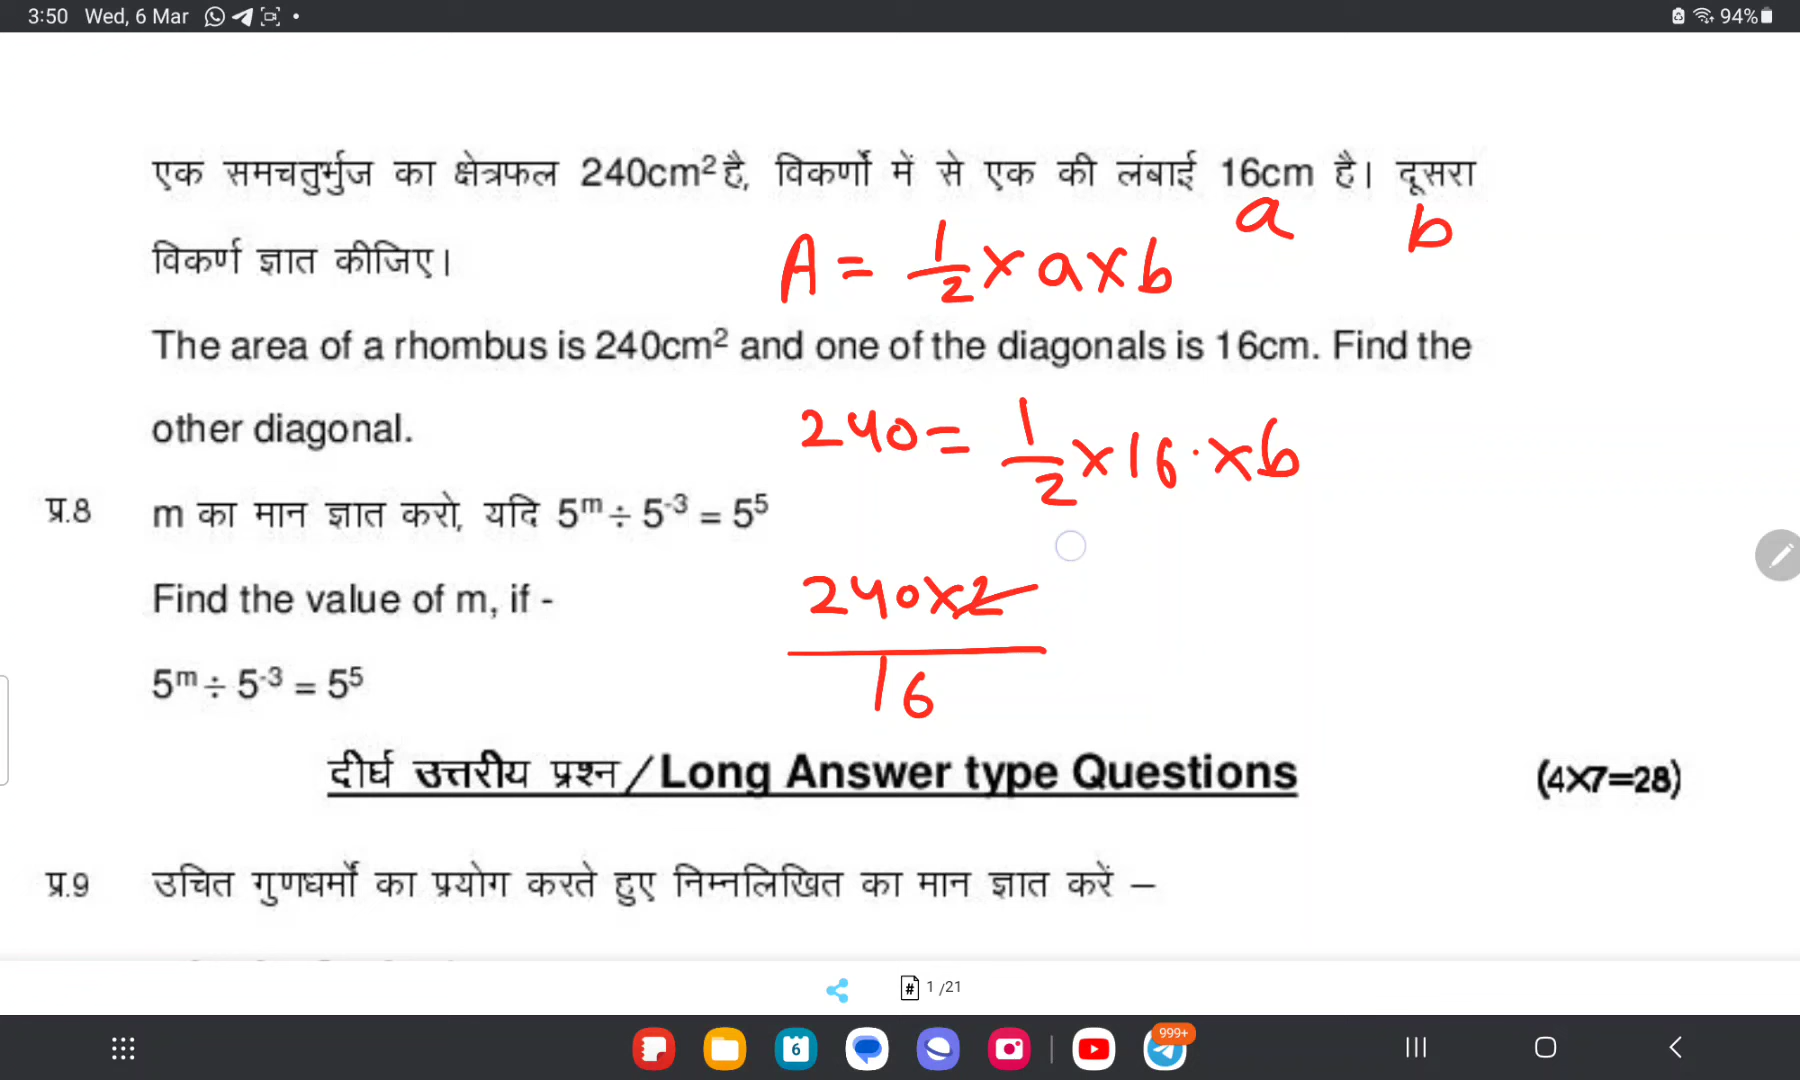 3:50 Wed, 6 Mar
94%
एक समचतुर्भुज का क्षेत्रफल 240cm² है, विकर्णों में से एक की लंबाई 16cm है। दूसरा
a b
विकर्ण ज्ञात कीजिए।
A = 1/2 × a × b
The area of a rhombus is 240cm² and one of the diagonals is 16cm. Find the
other diagonal.
240 = 1/2 × 16 · × b
प्र.8 m का मान ज्ञात करो, यदि 5ᵐ ÷ 5⁻³ = 5⁵
Find the value of m, if -
240×2
16
5ᵐ ÷ 5⁻³ = 5⁵
दीर्घ उत्तरीय प्रश्न/Long Answer type Questions (4X7=28)
प्र.9 उचित गुणधर्मों का प्रयोग करते हुए निम्नलिखित का मान ज्ञात करें –
# 1 /21
6
999+